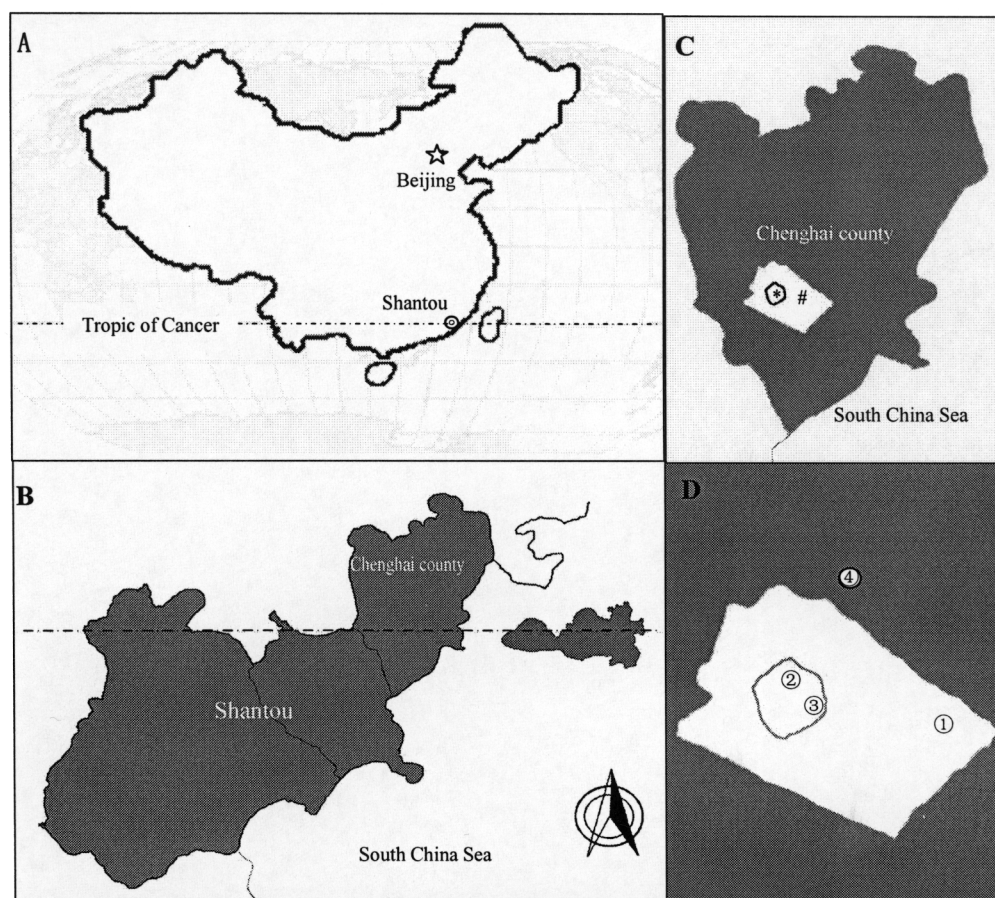 A
Beijing
Shantou
Tropic of Cancer
B
Chenghai county
Shantou
South China Sea
C
Chenghai county
*
#
South China Sea
D
④
②
③
①